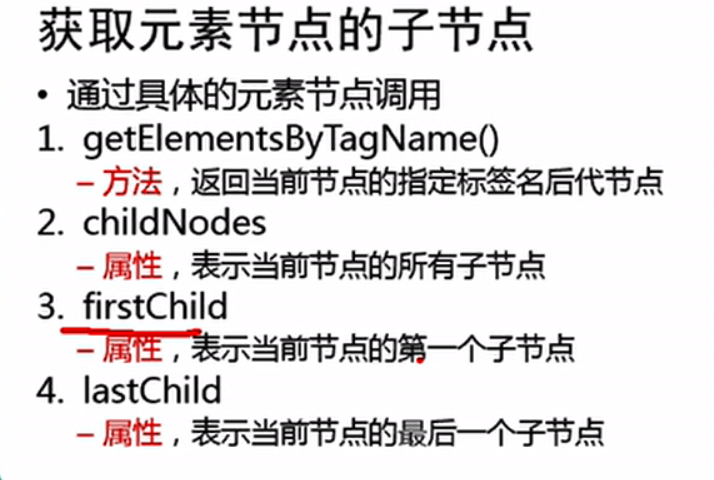 获取元素节点的子节点
• 通过具体的元素节点调用
1. getElementsByTagName()
– 方法，返回当前节点的指定标签名后代节点
2. childNodes
– 属性，表示当前节点的所有子节点
3. firstChild
– 属性，表示当前节点的第一个子节点
4. lastChild
– 属性，表示当前节点的最后一个子节点